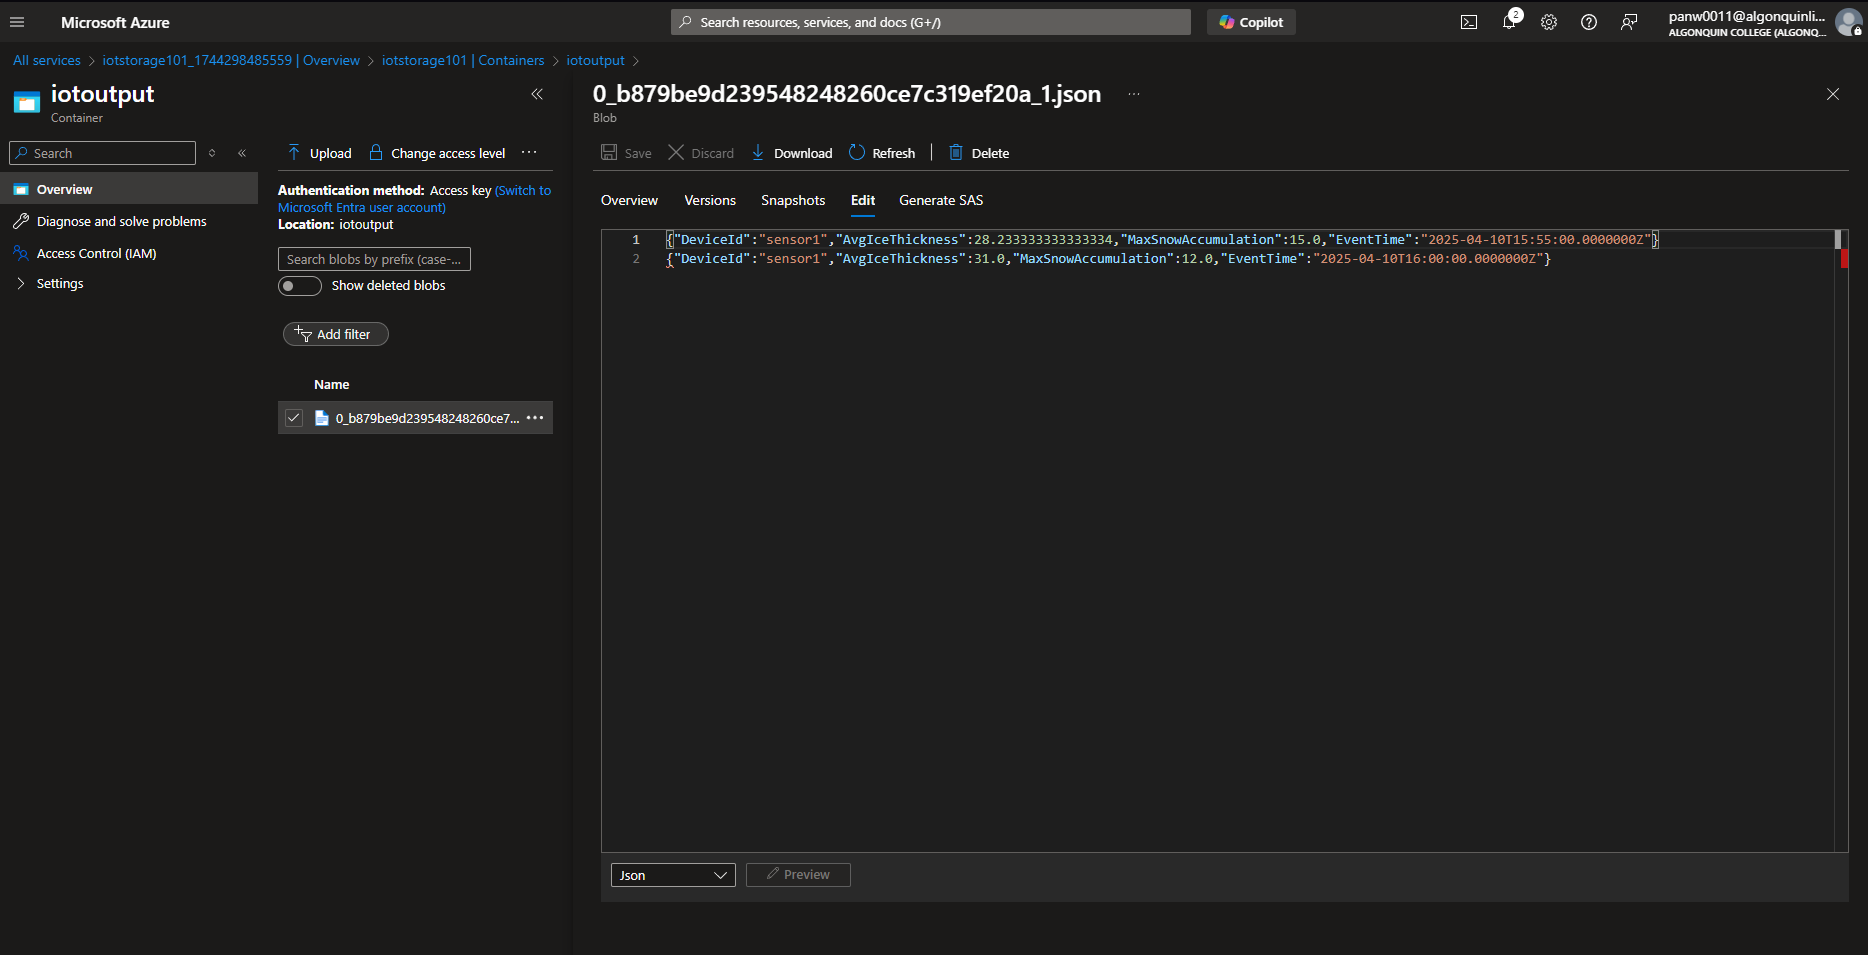 Microsoft Azure
Search resources, services, and docs (G+/)
Copilot
2
panw0011@algonquinli...
ALGONQUIN COLLEGE (ALGONQ...
All services > iotstorage101_1744298485559 | Overview > iotstorage101 | Containers > iotoutput >
iotoutput
Container
Search
Overview
Diagnose and solve problems
Access Control (IAM)
Settings
Upload
Change access level
...
Authentication method: Access key (Switch to
Microsoft Entra user account)
Location: iotoutput
Search blobs by prefix (case-...
Show deleted blobs
Add filter
Name
0_b879be9d239548248260ce7...
0_b879be9d239548248260ce7c319ef20a_1.json
...
Blob
Save
Discard
Download
Refresh
Delete
Overview
Versions
Snapshots
Edit
Generate SAS
1 {"DeviceId":"sensor1","AvgIceThickness":28.233333333333334,"MaxSnowAccumulation":15.0,"EventTime":"2025-04-10T15:55:00.0000000Z"}
2 {"DeviceId":"sensor1","AvgIceThickness":31.0,"MaxSnowAccumulation":12.0,"EventTime":"2025-04-10T16:00:00.0000000Z"}
Json
Preview